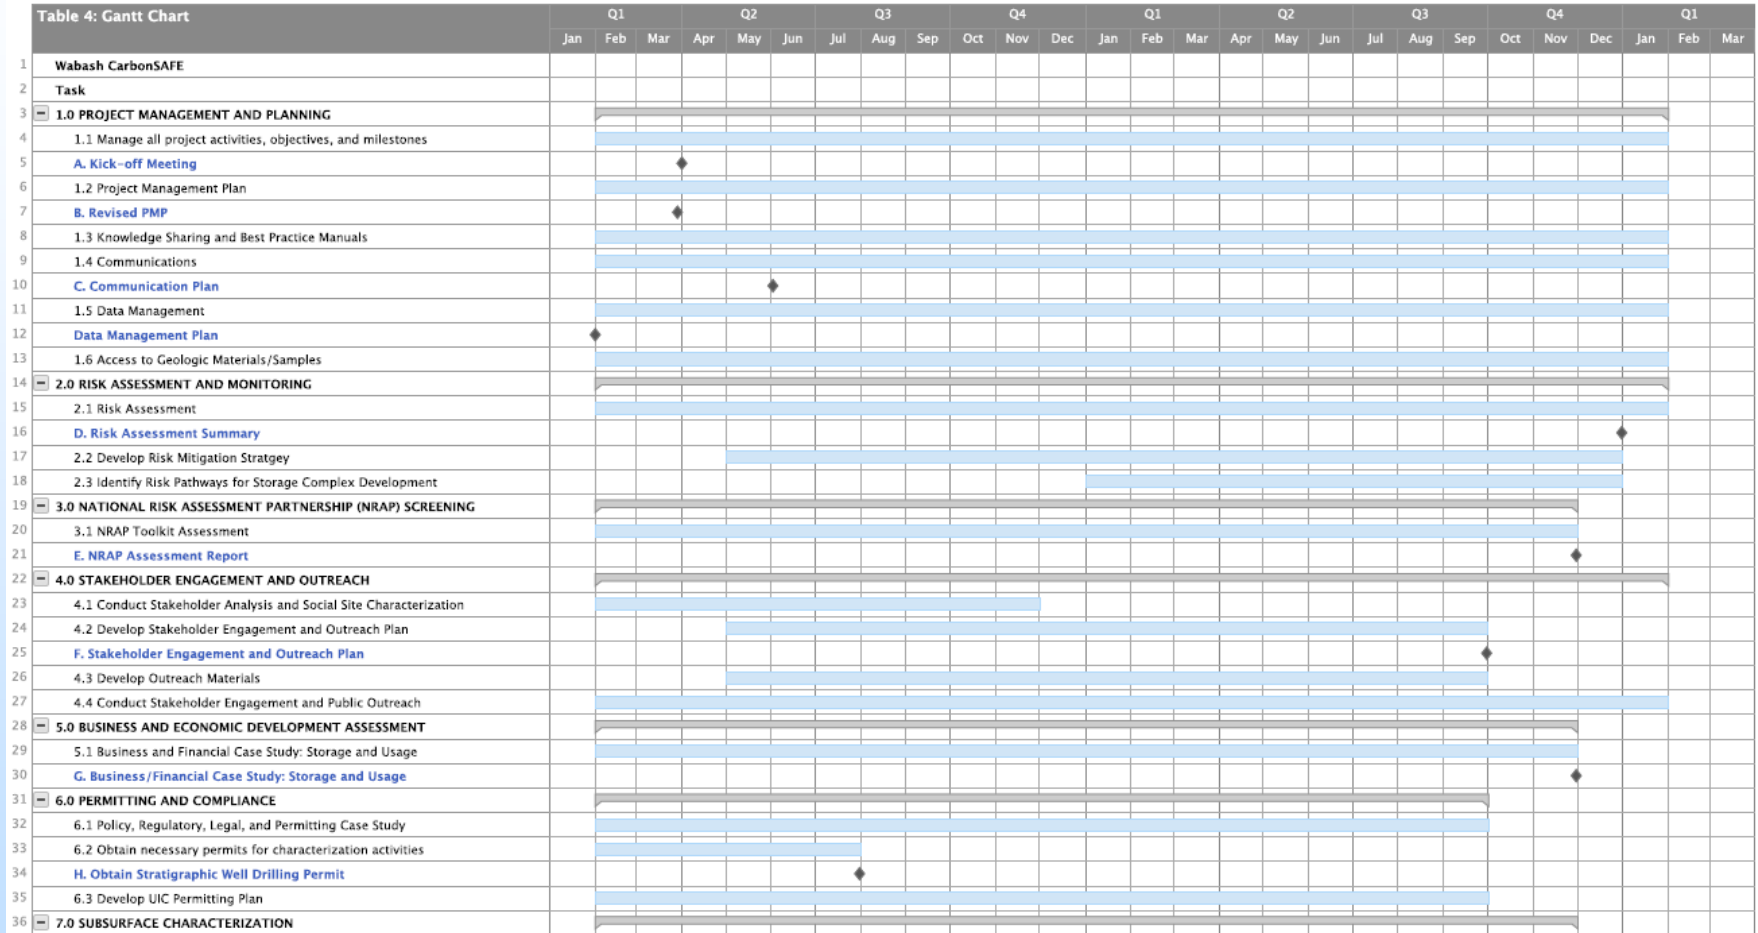 Table 4: Gantt Chart
Q1 Q2 Q3 Q4 Q1 Q2 Q3 Q4 Q1
Jan Feb Mar Apr May Jun Jul Aug Sep Oct Nov Dec Jan Feb Mar Apr May Jun Jul Aug Sep Oct Nov Dec Jan Feb Mar
1 Wabash CarbonSAFE
2 Task
3 1.0 PROJECT MANAGEMENT AND PLANNING
4 1.1 Manage all project activities, objectives, and milestones
5 A. Kick-off Meeting
6 1.2 Project Management Plan
7 B. Revised PMP
8 1.3 Knowledge Sharing and Best Practice Manuals
9 1.4 Communications
10 C. Communication Plan
11 1.5 Data Management
12 Data Management Plan
13 1.6 Access to Geologic Materials/Samples
14 2.0 RISK ASSESSMENT AND MONITORING
15 2.1 Risk Assessment
16 D. Risk Assessment Summary
17 2.2 Develop Risk Mitigation Stratgey
18 2.3 Identify Risk Pathways for Storage Complex Development
19 3.0 NATIONAL RISK ASSESSMENT PARTNERSHIP (NRAP) SCREENING
20 3.1 NRAP Toolkit Assessment
21 E. NRAP Assessment Report
22 4.0 STAKEHOLDER ENGAGEMENT AND OUTREACH
23 4.1 Conduct Stakeholder Analysis and Social Site Characterization
24 4.2 Develop Stakeholder Engagement and Outreach Plan
25 F. Stakeholder Engagement and Outreach Plan
26 4.3 Develop Outreach Materials
27 4.4 Conduct Stakeholder Engagement and Public Outreach
28 5.0 BUSINESS AND ECONOMIC DEVELOPMENT ASSESSMENT
29 5.1 Business and Financial Case Study: Storage and Usage
30 G. Business/Financial Case Study: Storage and Usage
31 6.0 PERMITTING AND COMPLIANCE
32 6.1 Policy, Regulatory, Legal, and Permitting Case Study
33 6.2 Obtain necessary permits for characterization activities
34 H. Obtain Stratigraphic Well Drilling Permit
35 6.3 Develop UIC Permitting Plan
36 7.0 SUBSURFACE CHARACTERIZATION